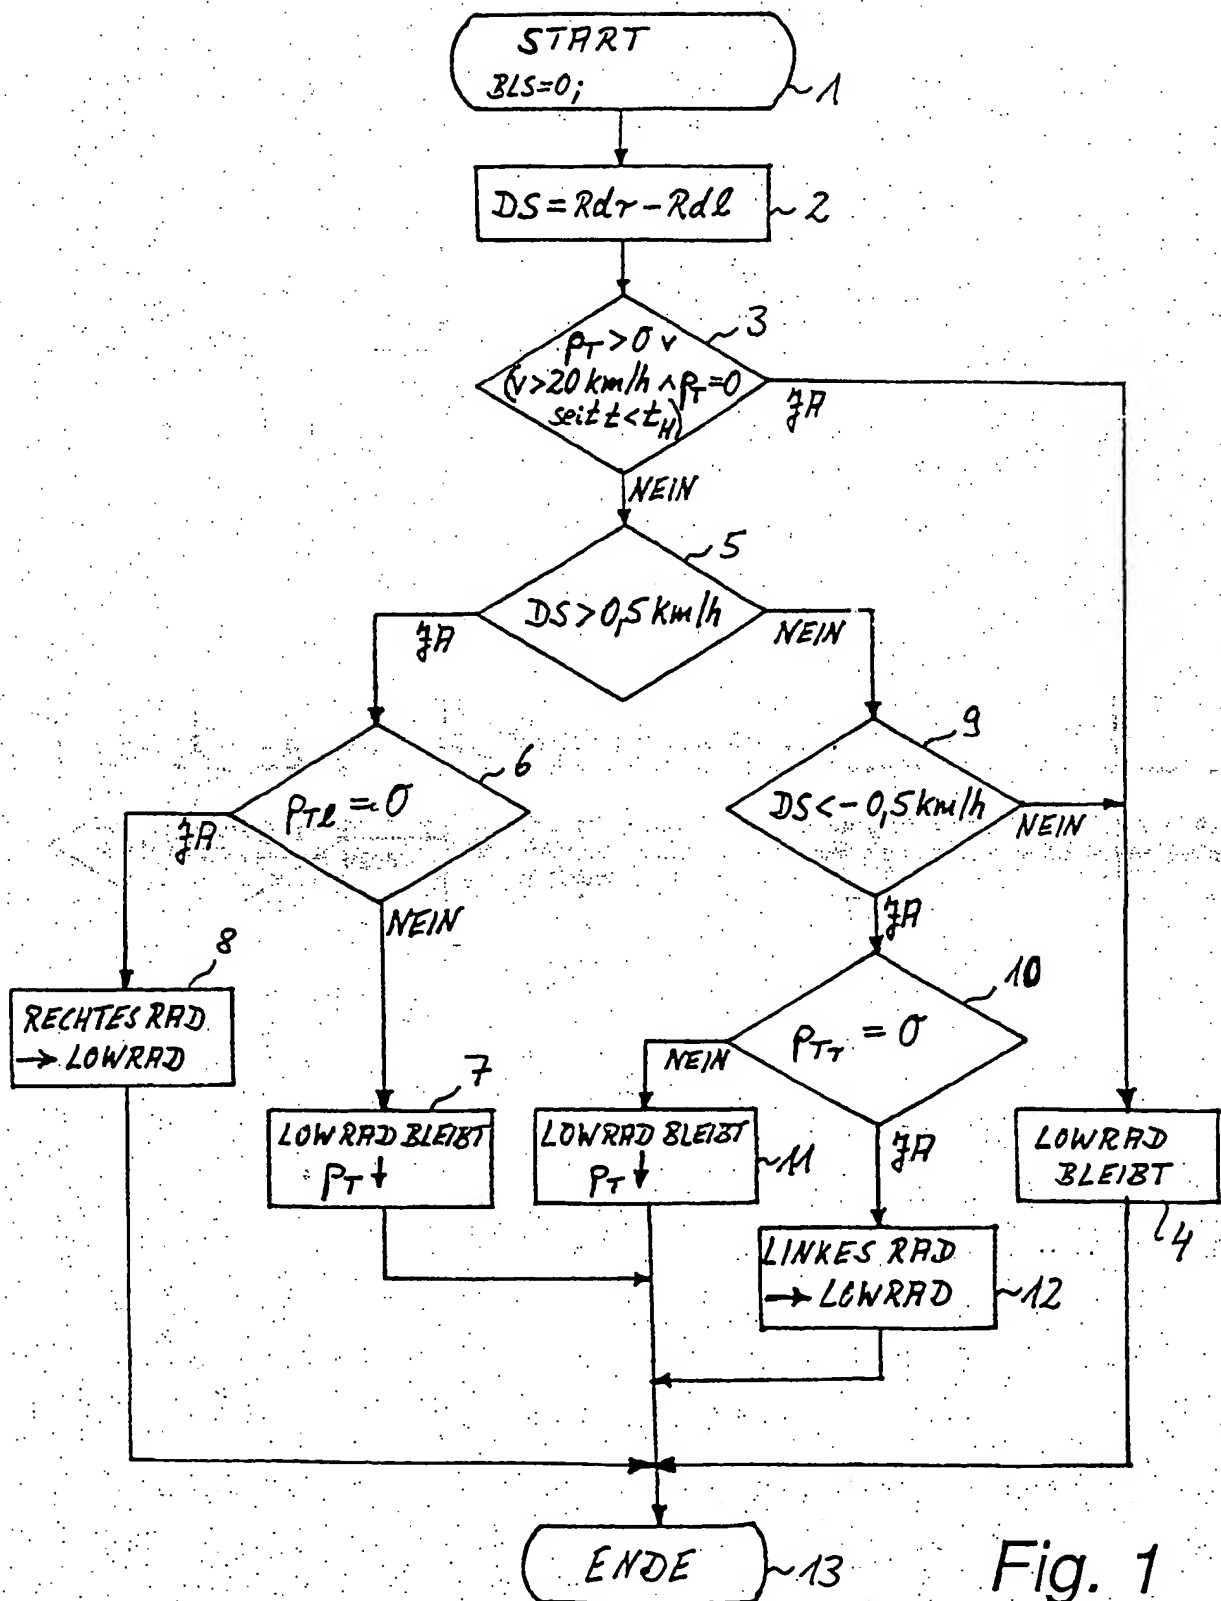 START
BLS=0;
1
DS=Rdr-Rdl
2
3
pT>0 v
(v>20 km/h ∧ pT=0
seit t<tH)
JA
NEIN
5
DS>0,5 km/h
JA
NEIN
6
9
pTl=0
DS<-0,5 km/h
JA
NEIN
NEIN
JA
8
10
RECHTES RAD
→ LOWRAD
pTr=0
NEIN
7
LOWRAD BLEIBT
pT ↓
LOWRAD BLEIBT
pT ↓
11
JA
LOWRAD
BLEIBT
4
LINKES RAD
→ LOWRAD
12
ENDE
13
Fig. 1